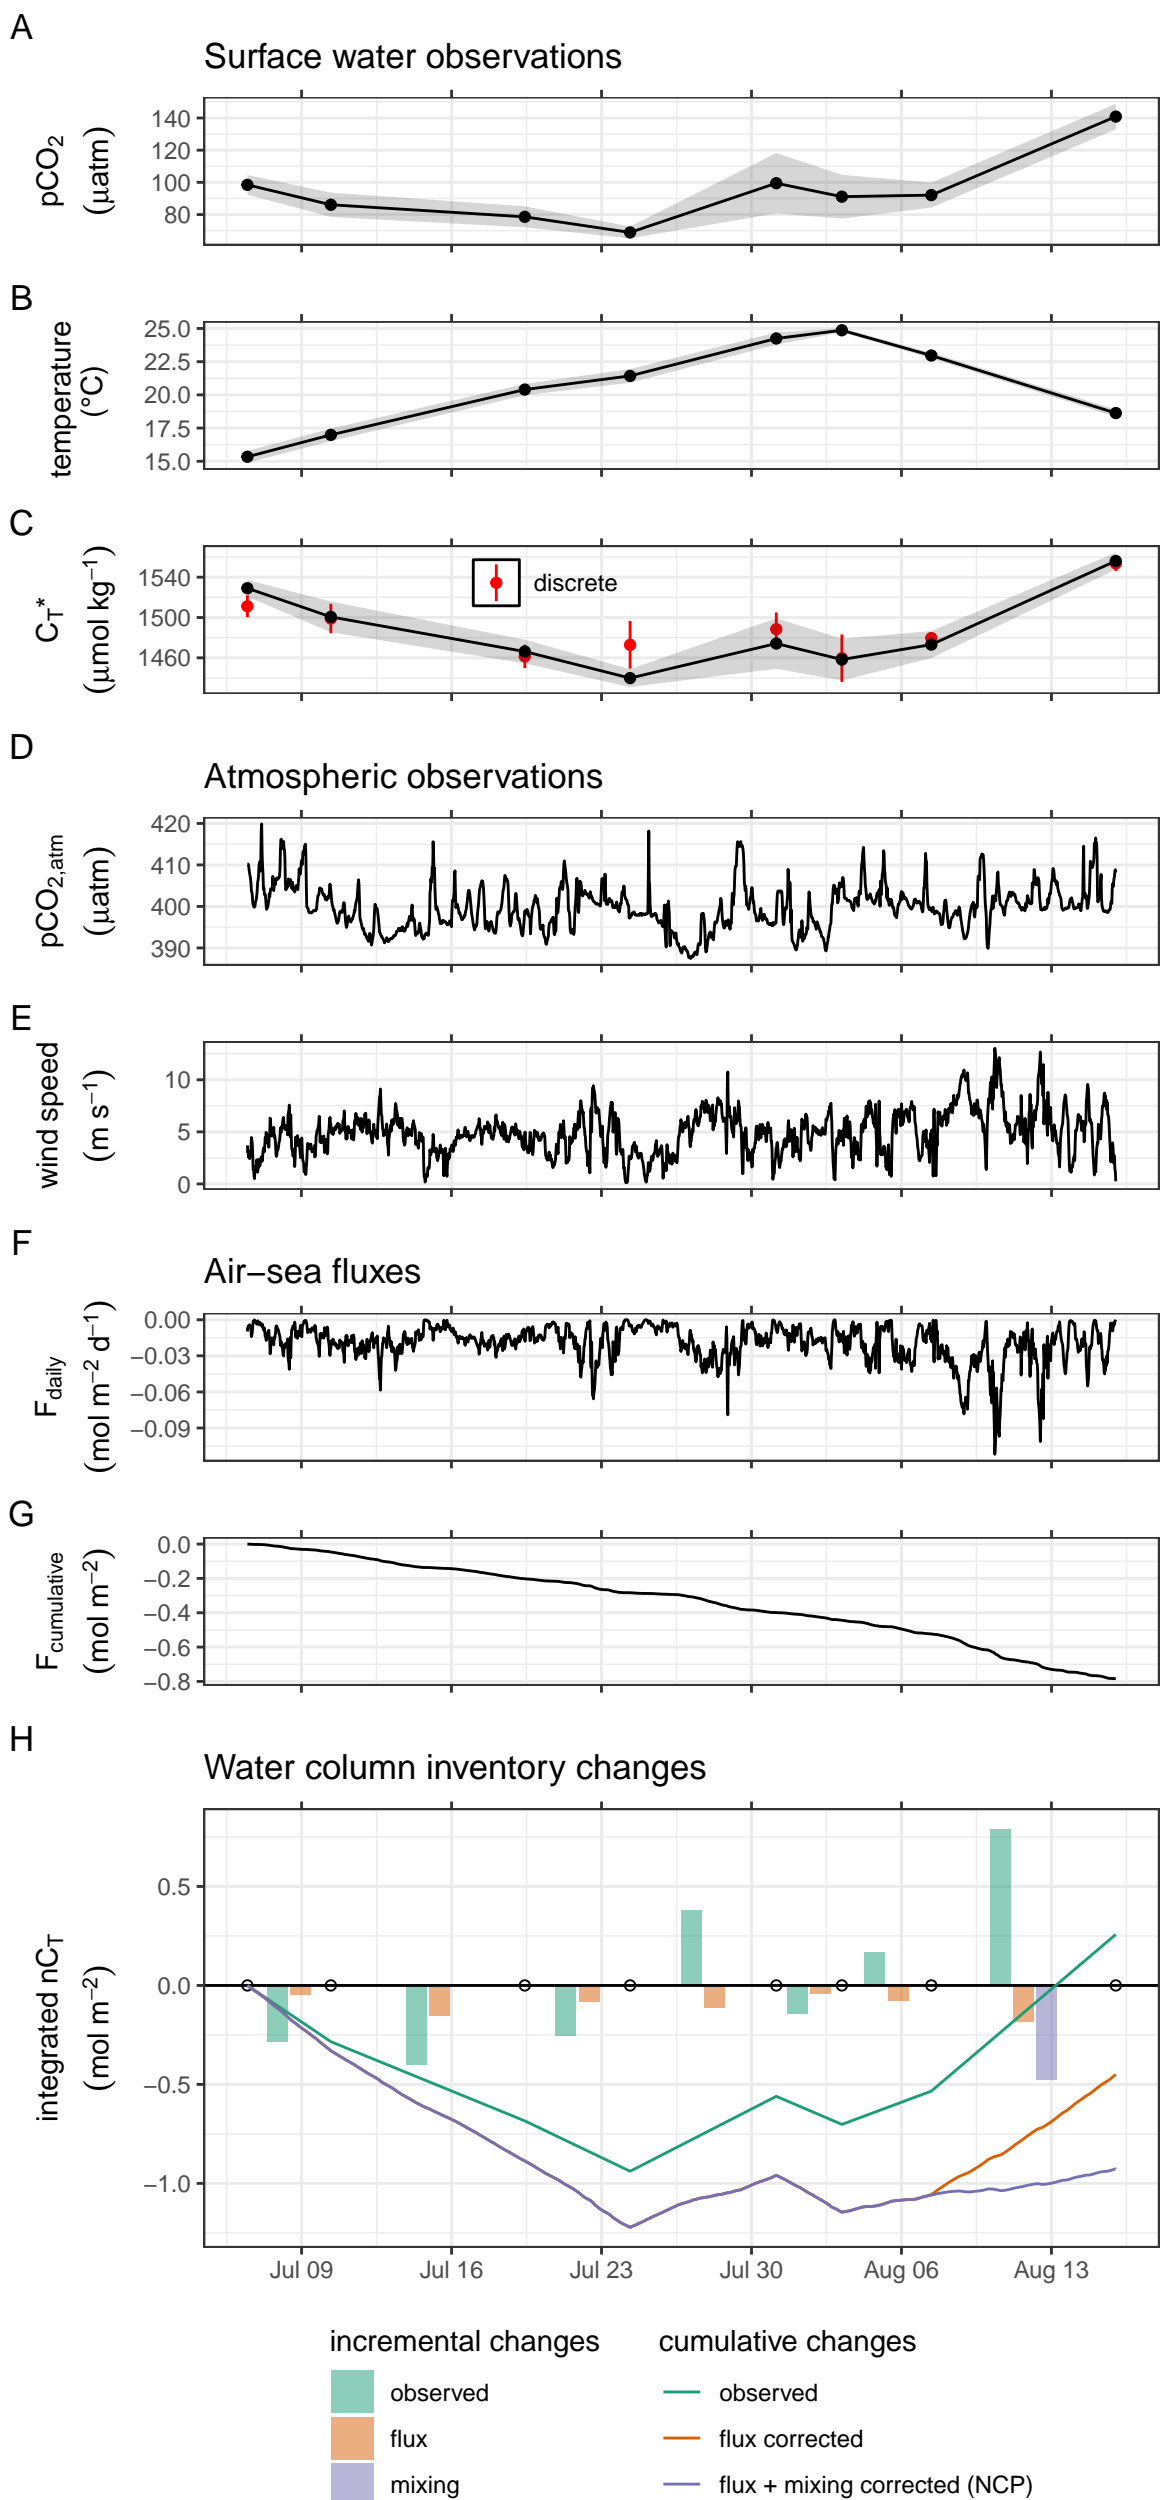 A
Surface water observations
pCO₂
(µatm)
140
120
100
80
B
temperature
(°C)
25.0
22.5
20.0
17.5
15.0
C
C_T*
(µmol kg⁻¹)
1540
1500
1460
discrete
D
Atmospheric observations
pCO₂,atm
(µatm)
420
410
400
390
E
wind speed
(m s⁻¹)
10
5
0
F
Air−sea fluxes
F_daily
(mol m⁻² d⁻¹)
0.00
−0.03
−0.06
−0.09
G
F_cumulative
(mol m⁻²)
0.0
−0.2
−0.4
−0.6
−0.8
H
Water column inventory changes
integrated nC_T
(mol m⁻²)
0.5
0.0
−0.5
−1.0
Jul 09 Jul 16 Jul 23 Jul 30 Aug 06 Aug 13
incremental changes
observed
flux
mixing
cumulative changes
observed
flux corrected
flux + mixing corrected (NCP)